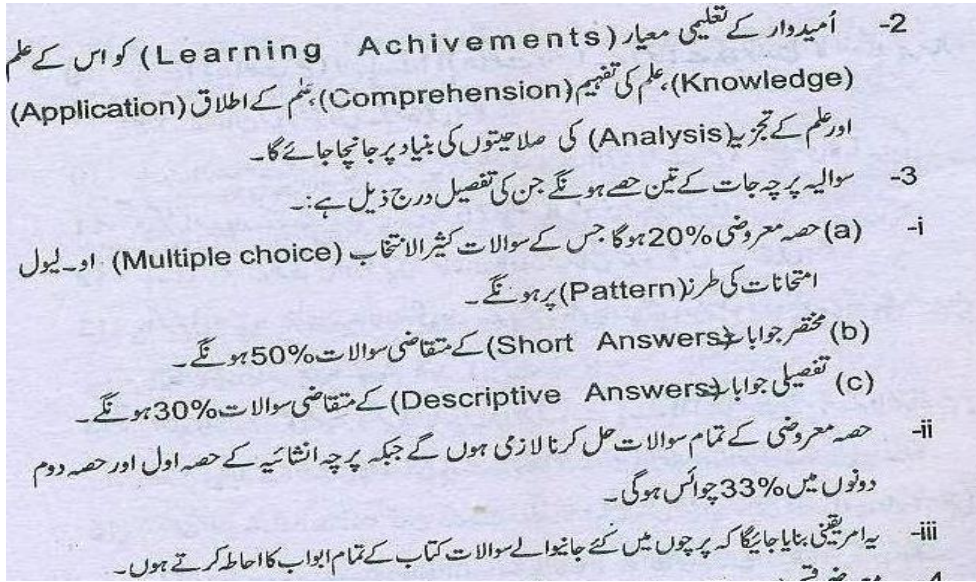 2- اُمیدوار کے تعلیمی معیار (Learning Achivements) کو اس کے علم
(Knowledge)، علم کی تفہیم (Comprehension)، علم کے اطلاق (Application)
اور علم کے تجزیہ (Analysis) کی صلاحیتوں کی بنیاد پر جانچا جائے گا۔
3- سوالیہ پرچہ جات کے تین حصے ہونگے جن کی تفصیل درج ذیل ہے:۔
i- (a) حصہ معروضی 20% ہوگا جس کے سوالات کثیر الانتخاب (Multiple choice) او۔لیول
امتحانات کی طرز (Pattern) پر ہونگے۔
(b) مختصر جوابات (Short Answers) کے متقاضی سوالات 50% ہونگے۔
(c) تفصیلی جوابات (Descriptive Answers) کے متقاضی سوالات 30% ہونگے۔
ii- حصہ معروضی کے تمام سوالات حل کرنا لازمی ہوں گے جبکہ پرچہ انشائیہ کے حصہ اول اور حصہ دوم
دونوں میں 33% چوائس ہوگی۔
iii- یہ امر یقینی بنایا جائیگا کہ پرچوں میں کئے جانیوالے سوالات کتاب کے تمام ابواب کا احاطہ کرتے ہوں۔